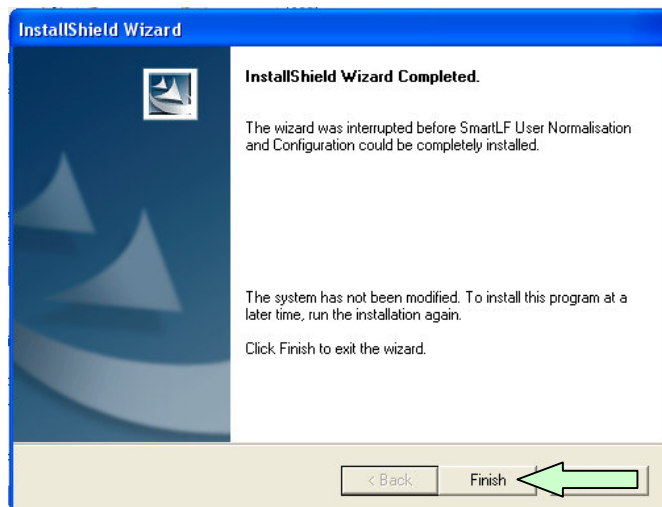 InstallShield Wizard
InstallShield Wizard Completed.
The wizard was interrupted before SmartLF User Normalisation
and Configuration could be completely installed.
The system has not been modified. To install this program at a
later time, run the installation again.
Click Finish to exit the wizard.
< Back
Finish